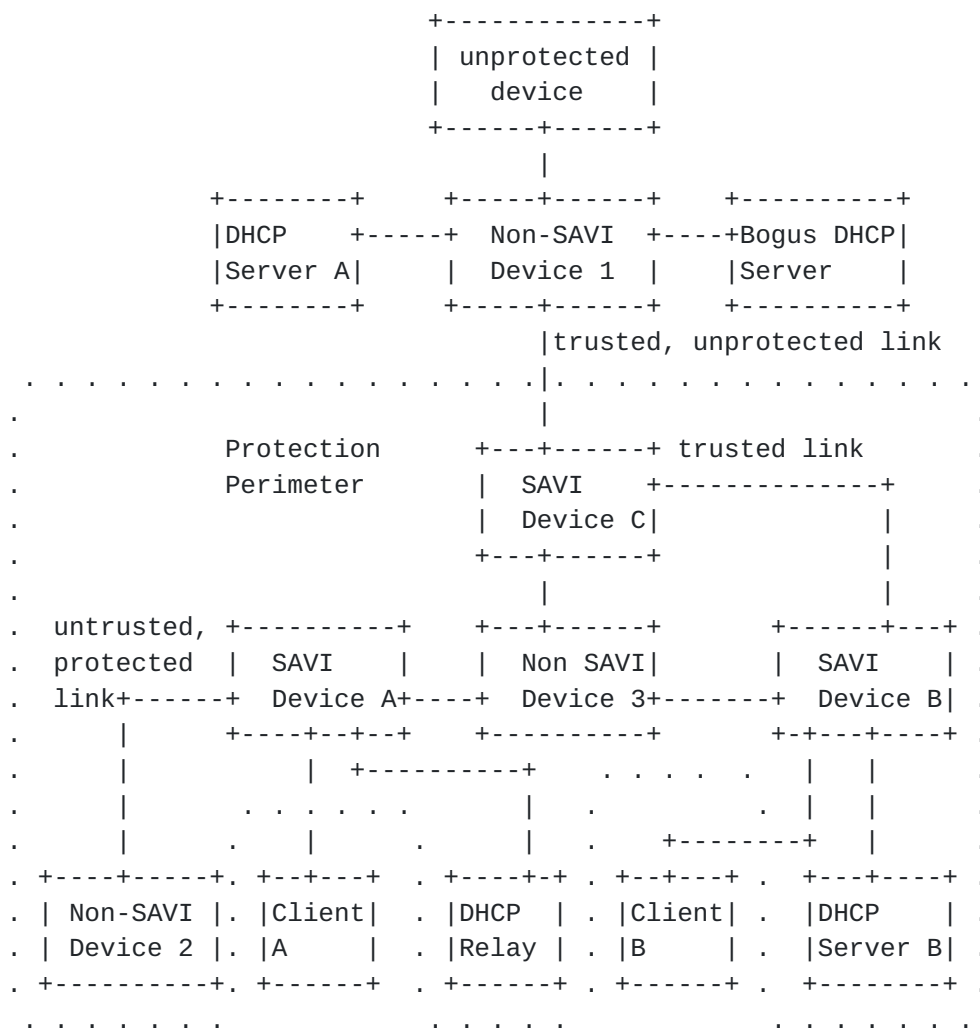 unprotected
device
DHCP Non-SAVI Bogus DHCP
Server A Device 1 Server
trusted, unprotected link
Protection trusted link
Perimeter SAVI
Device C
untrusted,
protected SAVI Non SAVI SAVI
link Device A Device 3 Device B
Non-SAVI Client DHCP Client DHCP
Device 2 A Relay B Server B